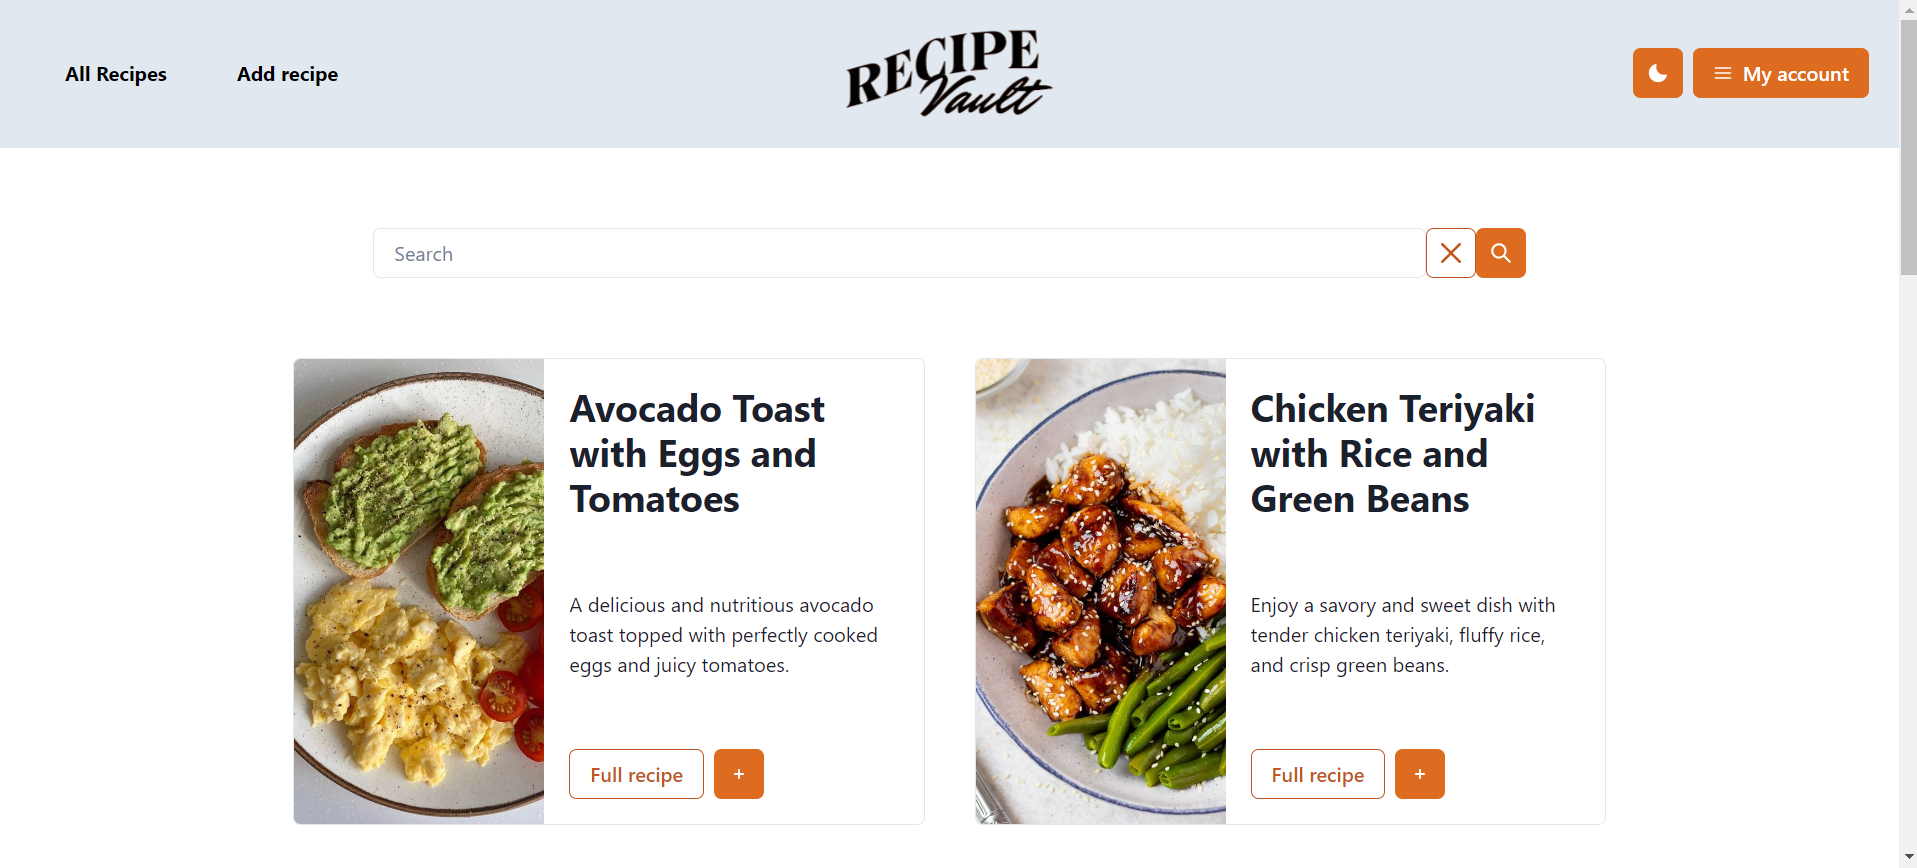 All Recipes
Add recipe
RECIPE
Vault
My account
Search
Avocado Toast
with Eggs and
Tomatoes
A delicious and nutritious avocado
toast topped with perfectly cooked
eggs and juicy tomatoes.
Full recipe
+
Chicken Teriyaki
with Rice and
Green Beans
Enjoy a savory and sweet dish with
tender chicken teriyaki, fluffy rice,
and crisp green beans.
Full recipe
+